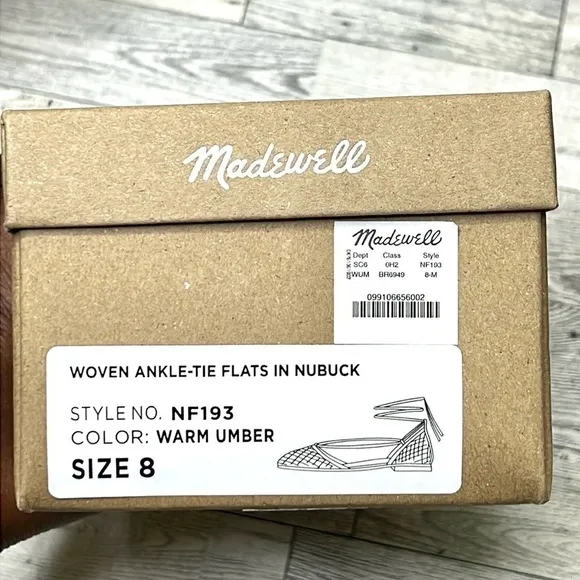 Madewell
Madewell
Dept Class Style
SC6 0H2 NF193
WUM BR6949 8-M
099106656002
WOVEN ANKLE-TIE FLATS IN NUBUCK
STYLE NO. NF193
COLOR: WARM UMBER
SIZE 8